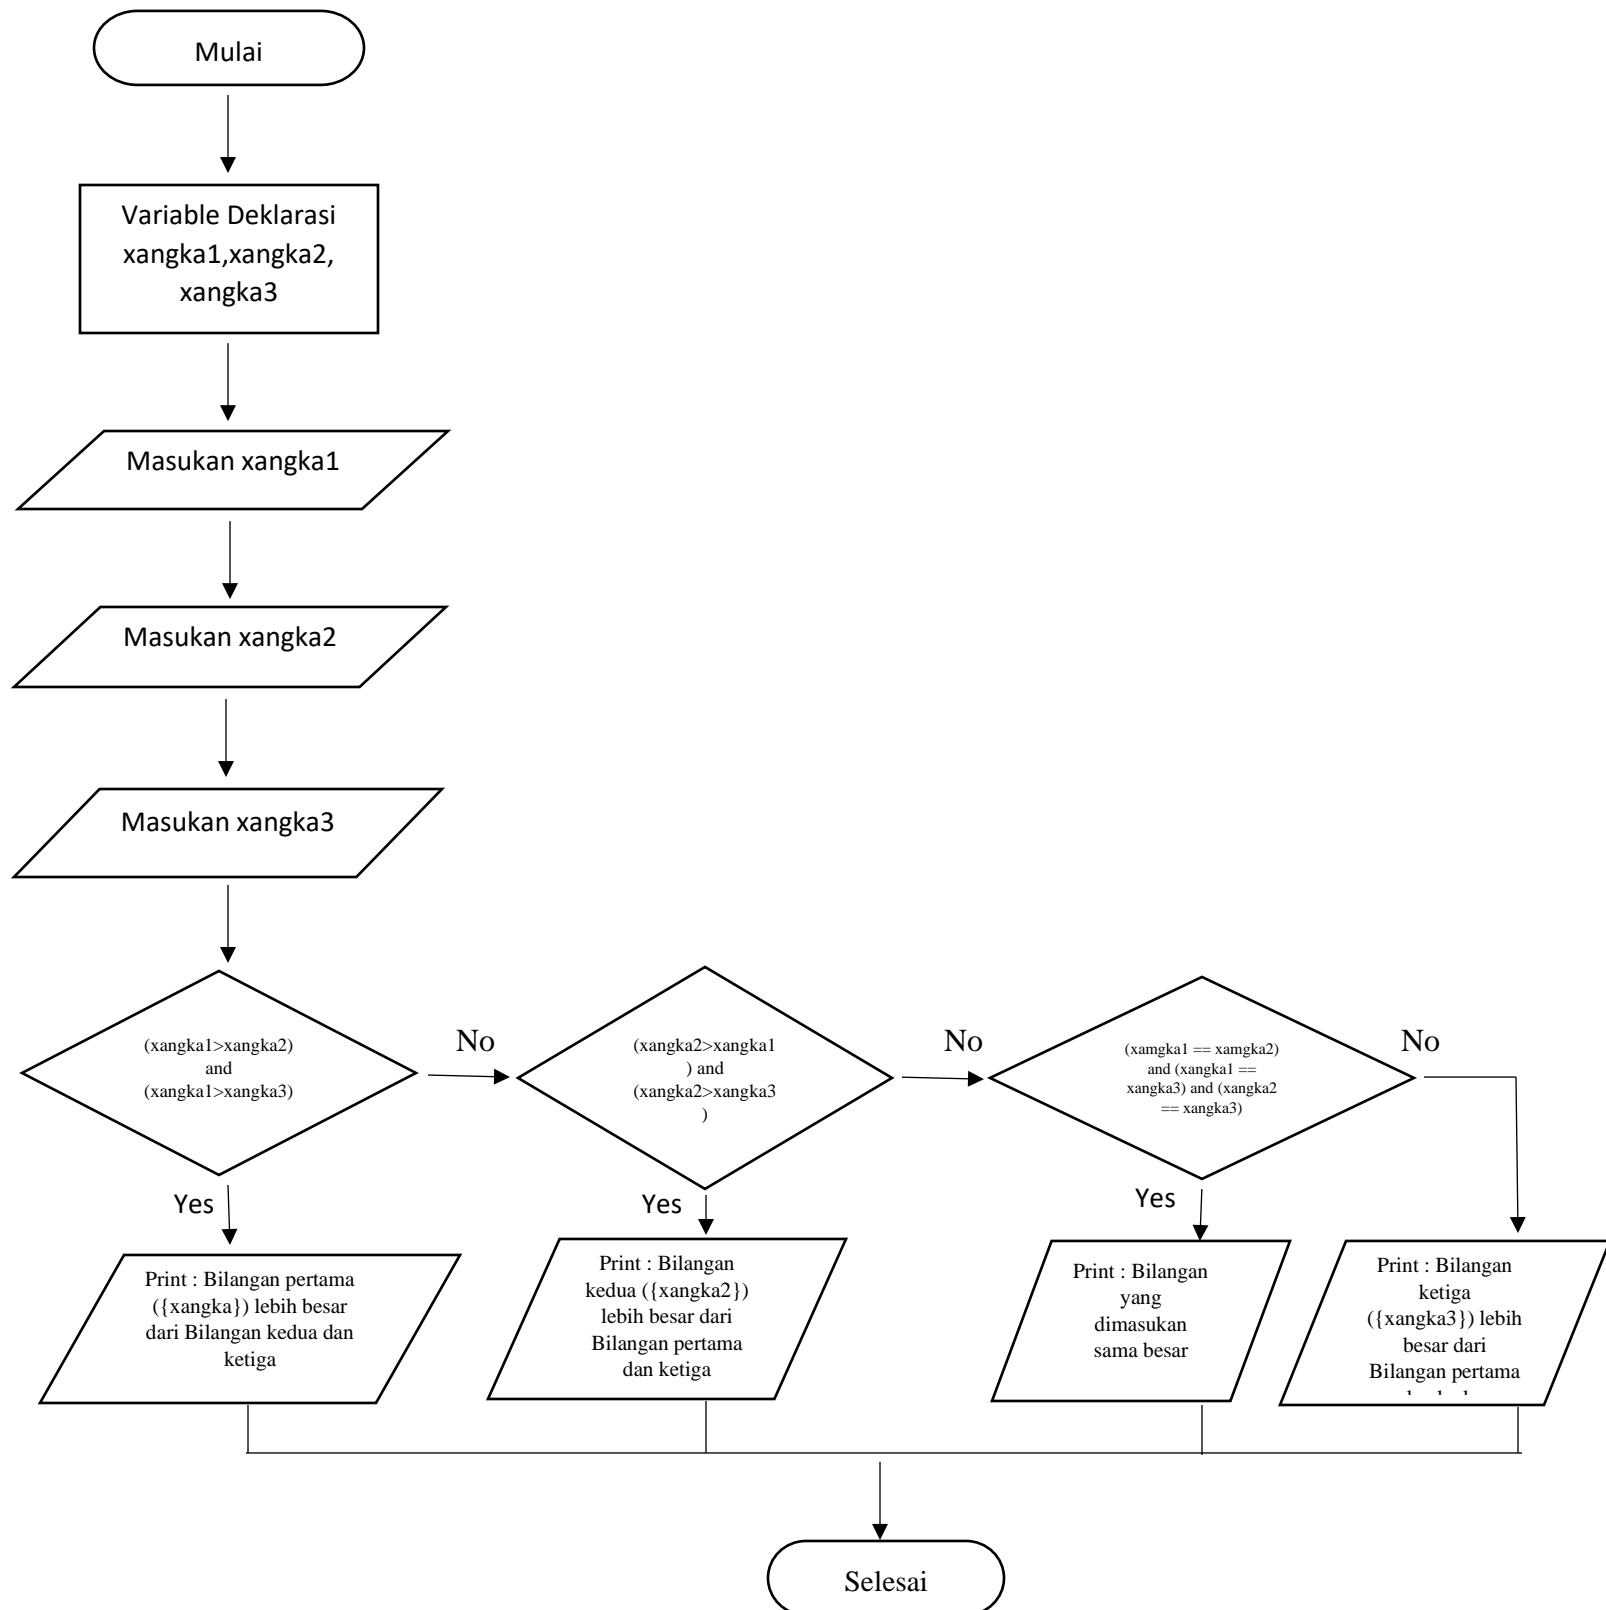 Mulai
Variable Deklarasi
xangka1,xangka2,
xangka3
Masukan xangka1
Masukan xangka2
Masukan xangka3
(xangka1>xangka2)
and
(xangka1>xangka3)
No
(xangka2>xangka1
) and
(xangka2>xangka3
)
No
(xamgka1 == xamgka2)
and (xangka1 ==
xangka3) and (xangka2
== xangka3)
No
Yes
Yes
Yes
Print : Bilangan pertama
({xangka}) lebih besar
dari Bilangan kedua dan
ketiga
Print : Bilangan
kedua ({xangka2})
lebih besar dari
Bilangan pertama
dan ketiga
Print : Bilangan
yang
dimasukan
sama besar
Print : Bilangan
ketiga
({xangka3}) lebih
besar dari
Bilangan pertama
Selesai